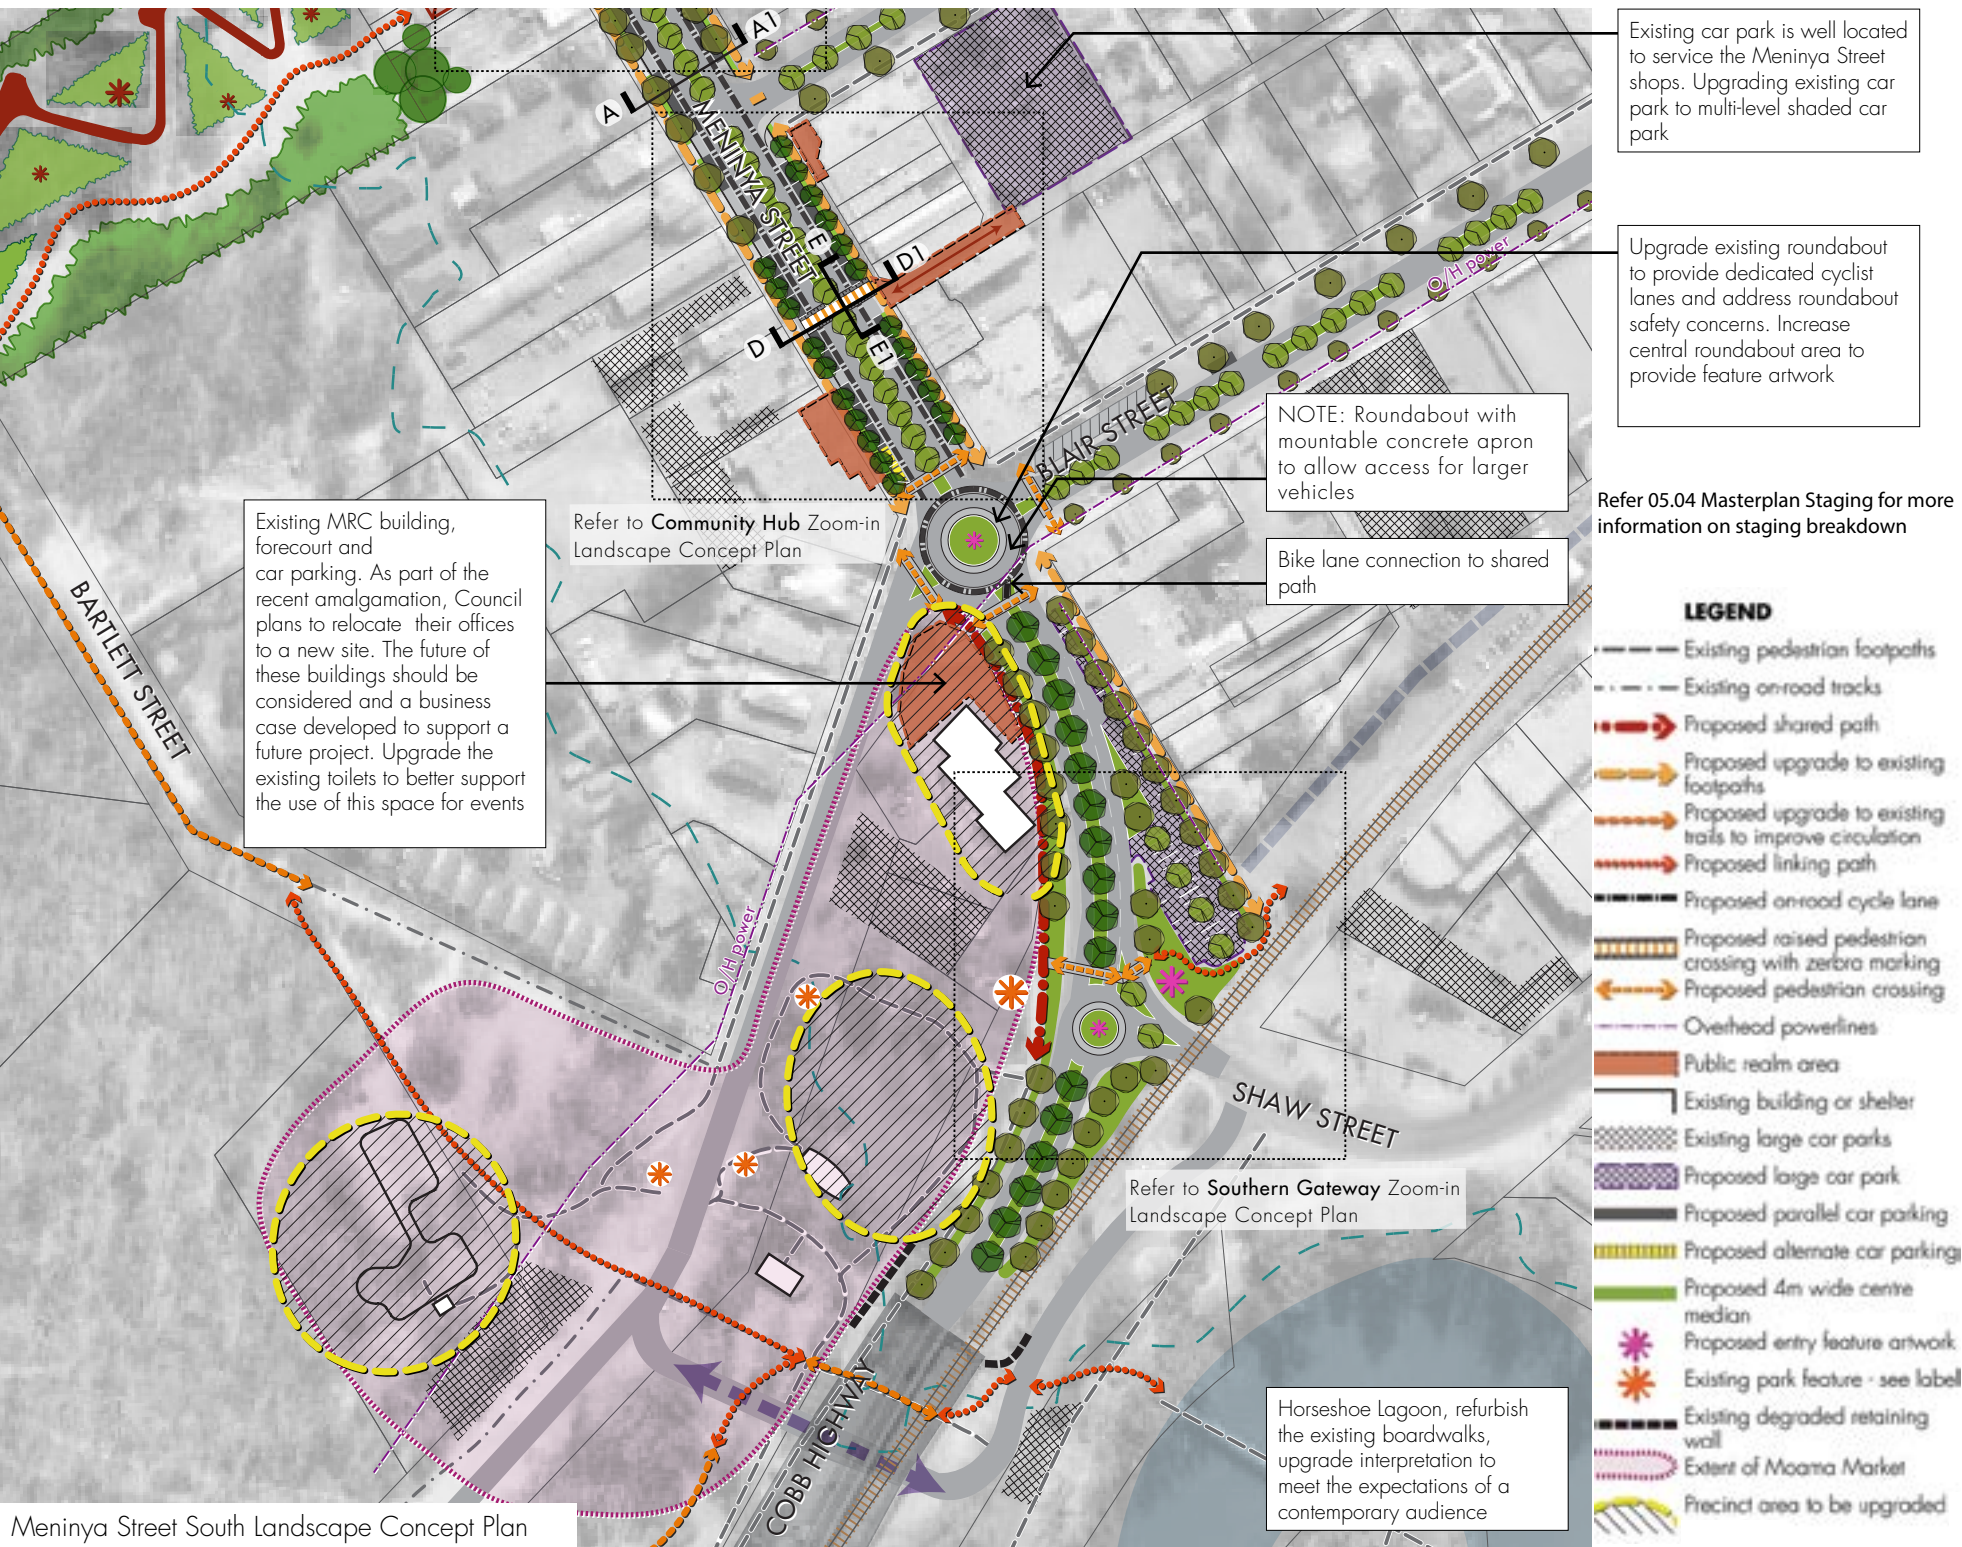 Existing car park is well located
to service the Meninya Street
shops. Upgrading existing car
park to multi-level shaded car
park
Upgrade existing roundabout
to provide dedicated cyclist
lanes and address roundabout
safety concerns. Increase
central roundabout area to
provide feature artwork
NOTE: Roundabout with
mountable concrete apron
to allow access for larger
vehicles
Bike lane connection to shared
path
Refer 05.04 Masterplan Staging for more
information on staging breakdown
A1
A
MENINYA STREET
E
D1
D
E1
O/H power
BLAIR STREET
Refer to Community Hub Zoom-in
Landscape Concept Plan
Existing MRC building,
forecourt and
car parking. As part of the
recent amalgamation, Council
plans to relocate their offices
to a new site. The future of
these buildings should be
considered and a business
case developed to support a
future project. Upgrade the
existing toilets to better support
the use of this space for events
BARTLETT STREET
O/H power
SHAW STREET
Refer to Southern Gateway Zoom-in
Landscape Concept Plan
COBB HIGHWAY
Horseshoe Lagoon, refurbish
the existing boardwalks,
upgrade interpretation to
meet the expectations of a
contemporary audience
LEGEND
Existing pedestrian footpaths
Existing on-road tracks
Proposed shared path
Proposed upgrade to existing
footpaths
Proposed upgrade to existing
trails to improve circulation
Proposed linking path
Proposed on-road cycle lane
Proposed raised pedestrian
crossing with zerbra marking
Proposed pedestrian crossing
Overhead powerlines
Public realm area
Existing building or shelter
Existing large car parks
Proposed large car park
Proposed parallel car parking
Proposed alternate car parking
Proposed 4m wide centre
median
Proposed entry feature artwork
Existing park feature - see label
Existing degraded retaining
wall
Extent of Moama Market
Precinct area to be upgraded
Meninya Street South Landscape Concept Plan